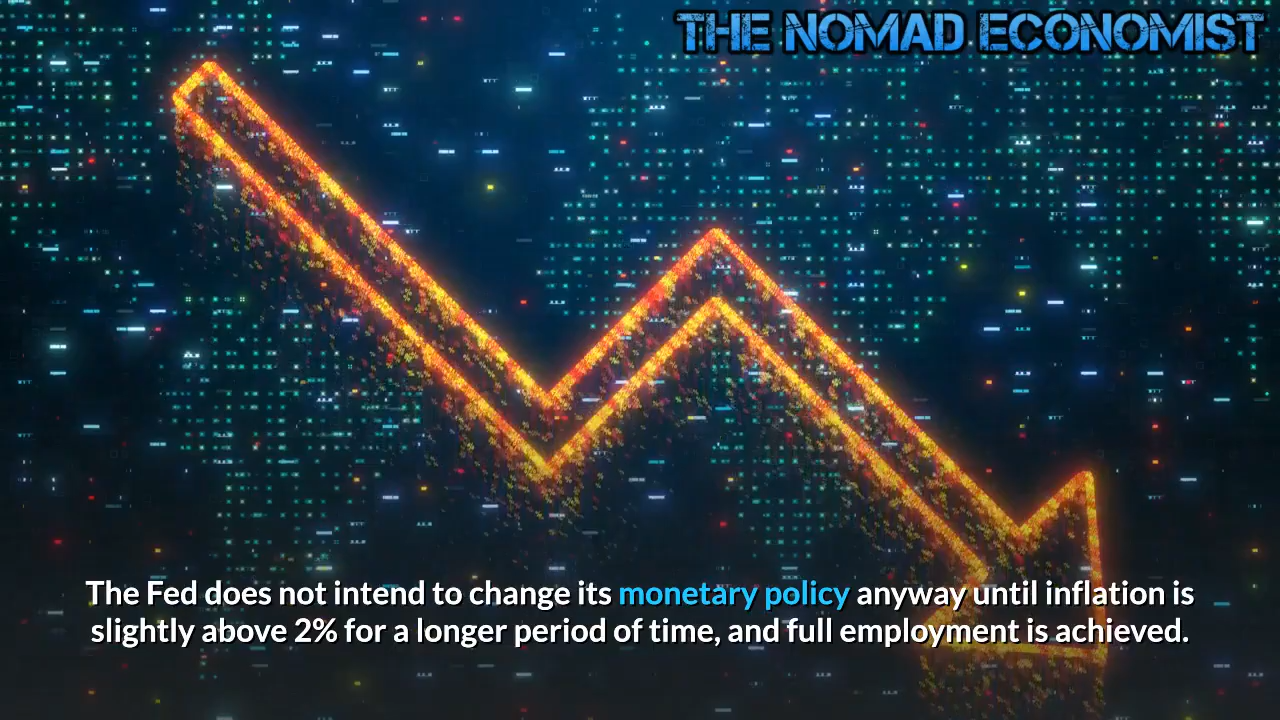 THE NOMAD ECONOMIST
The Fed does not intend to change its monetary policy anyway until inflation is
slightly above 2% for a longer period of time, and full employment is achieved.